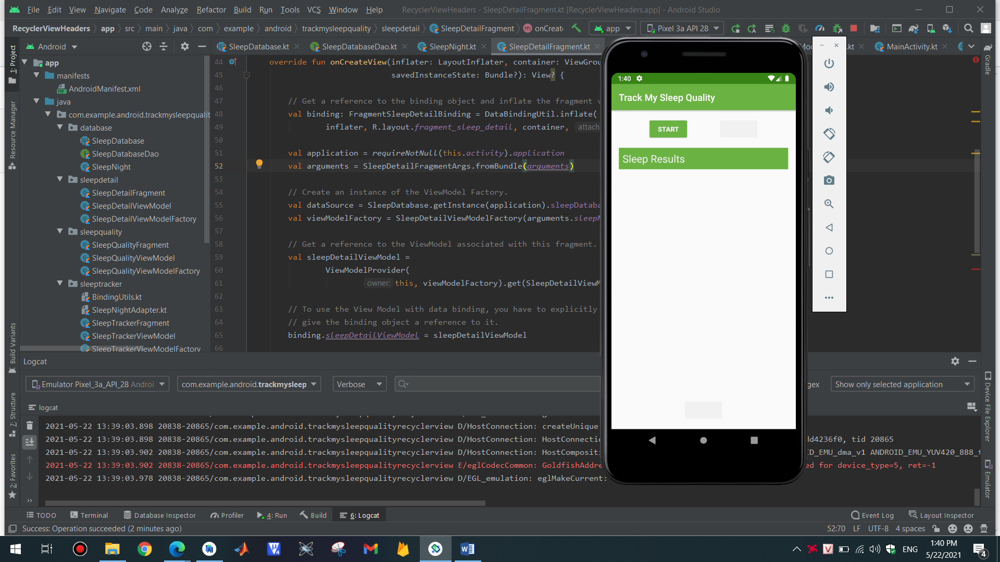 File Edit View Navigate Code Analyze Refactor Build Run Tools VCS Window Help RecyclerViewHeaders - SleepDetailFragment.kt [RecyclerViewHeaders.app] - Android Studio
RecyclerViewHeaders app src main java com example android trackmysleepquality sleepdetail SleepDetailFragment onCreate app Pixel 3a API 28
Android
SleepDatabase.kt SleepDatabaseDao.kt SleepNight.kt SleepDetailFragment.kt .kt MainActivity.kt
1: Project
Resource Manager
Build Variants
7: Structure
2: Favorites
app
manifests
AndroidManifest.xml
java
com.example.android.trackmysleepqualit
database
SleepDatabase
SleepDatabaseDao
SleepNight
sleepdetail
SleepDetailFragment
SleepDetailViewModel
SleepDetailViewModelFactory
sleepquality
SleepQualityFragment
SleepQualityViewModel
SleepQualityViewModelFactory
sleeptracker
BindingUtils.kt
SleepNightAdapter.kt
SleepTrackerFragment
SleepTrackerViewModel
SleepTrackerViewModelFactory
44 override fun onCreateView(inflater: LayoutInflater, container: ViewGrou
45 savedInstanceState: Bundle?): View? {
46
47 // Get a reference to the binding object and inflate the fragment v
48 val binding: FragmentSleepDetailBinding = DataBindingUtil.inflate(
49 inflater, R.layout.fragment_sleep_detail, container, attach
50
51 val application = requireNotNull(this.activity).application
52 val arguments = SleepDetailFragmentArgs.fromBundle(arguments)
53
54 // Create an instance of the ViewModel Factory.
55 val dataSource = SleepDatabase.getInstance(application).sleepDataba
56 val viewModelFactory = SleepDetailViewModelFactory(arguments.sleepN
57
58 // Get a reference to the ViewModel associated with this fragment.
59 val sleepDetailViewModel =
60 ViewModelProvider(
61 owner: this, viewModelFactory).get(SleepDetailViewM
62
63 // To use the View Model with data binding, you have to explicitly
64 // give the binding object a reference to it.
65 binding.sleepDetailViewModel = sleepDetailViewModel
66
1:40
Track My Sleep Quality
START
Sleep Results
Gradle
Device File Explorer
Emulator
Logcat
Emulator Pixel_3a_API_28 Androi com.example.android.trackmysleep Verbose gex Show only selected application
logcat
2021-05-22 13:39:03.898 20838-20865/com.example.android.trackmysleepqualityrecyclerview D/HostConnection: createUnique
2021-05-22 13:39:03.898 20838-20865/com.example.android.trackmysleepqualityrecyclerview D/HostConnection: HostConnectio dd4236f0, tid 20865
2021-05-22 13:39:03.902 20838-20865/com.example.android.trackmysleepqualityrecyclerview D/HostConnection: HostCompositi ID_EMU_dma_v1 ANDROID_EMU_YUV420_888_t
2021-05-22 13:39:03.902 20838-20865/com.example.android.trackmysleepqualityrecyclerview E/eglCodecCommon: GoldfishAddre ed for device_type=5, ret=-1
2021-05-22 13:39:03.978 20838-20865/com.example.android.trackmysleepqualityrecyclerview D/EGL_emulation: eglMakeCurrent:
TODO Terminal Database Inspector Profiler 4: Run Build 6: Logcat Event Log Layout Inspector
Success: Operation succeeded (2 minutes ago) 52:70 LF UTF-8 4 spaces
ENG 1:40 PM
5/22/2021
4